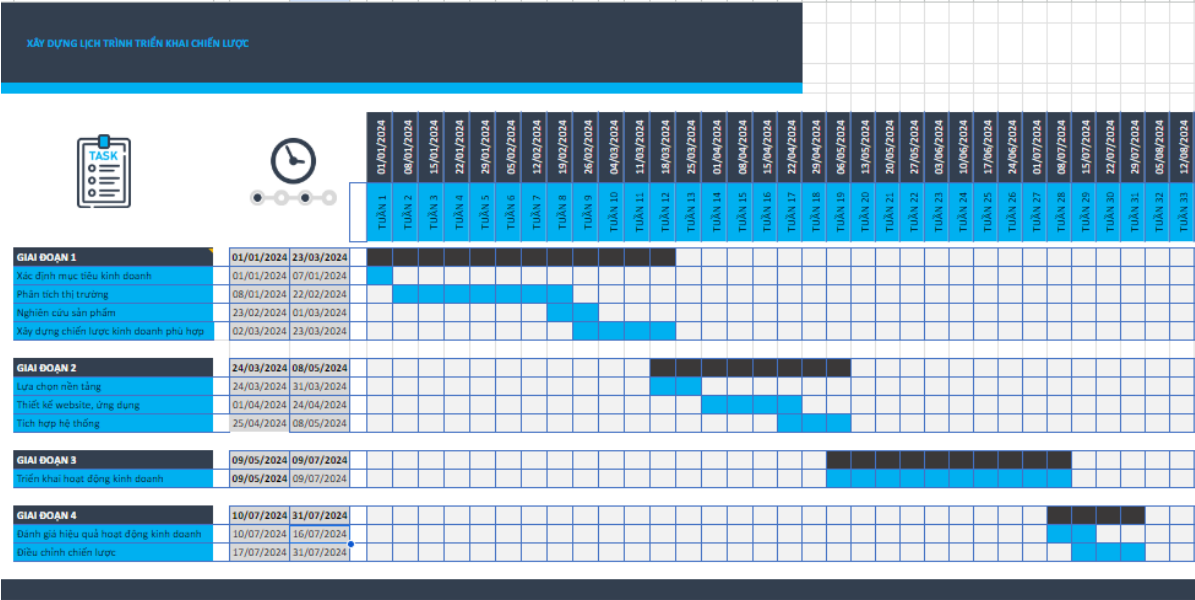 XÂY DỰNG LỊCH TRÌNH TRIỂN KHAI CHIẾN LƯỢC
TASK
01/01/2024 08/01/2024 15/01/2024 22/01/2024 29/01/2024 05/02/2024 12/02/2024 19/02/2024 26/02/2024 04/03/2024 11/03/2024 18/03/2024 25/03/2024 01/04/2024 08/04/2024 15/04/2024 22/04/2024 29/04/2024 06/05/2024 13/05/2024 20/05/2024 27/05/2024 03/06/2024 10/06/2024 17/06/2024 24/06/2024 01/07/2024 08/07/2024 15/07/2024 22/07/2024 29/07/2024 05/08/2024 12/08/2024
TUẦN 1 TUẦN 2 TUẦN 3 TUẦN 4 TUẦN 5 TUẦN 6 TUẦN 7 TUẦN 8 TUẦN 9 TUẦN 10 TUẦN 11 TUẦN 12 TUẦN 13 TUẦN 14 TUẦN 15 TUẦN 16 TUẦN 17 TUẦN 18 TUẦN 19 TUẦN 20 TUẦN 21 TUẦN 22 TUẦN 23 TUẦN 24 TUẦN 25 TUẦN 26 TUẦN 27 TUẦN 28 TUẦN 29 TUẦN 30 TUẦN 31 TUẦN 32 TUẦN 33
GIAI ĐOẠN 1 01/01/2024 23/03/2024
Xác định mục tiêu kinh doanh 01/01/2024 07/01/2024
Phân tích thị trường 08/01/2024 22/02/2024
Nghiên cứu sản phẩm 23/02/2024 01/03/2024
Xây dựng chiến lược kinh doanh phù hợp 02/03/2024 23/03/2024
GIAI ĐOẠN 2 24/03/2024 08/05/2024
Lựa chọn nền tảng 24/03/2024 31/03/2024
Thiết kế website, ứng dụng 01/04/2024 24/04/2024
Tích hợp hệ thống 25/04/2024 08/05/2024
GIAI ĐOẠN 3 09/05/2024 09/07/2024
Triển khai hoạt động kinh doanh 09/05/2024 09/07/2024
GIAI ĐOẠN 4 10/07/2024 31/07/2024
Đánh giá hiệu quả hoạt động kinh doanh 10/07/2024 16/07/2024
Điều chỉnh chiến lược 17/07/2024 31/07/2024